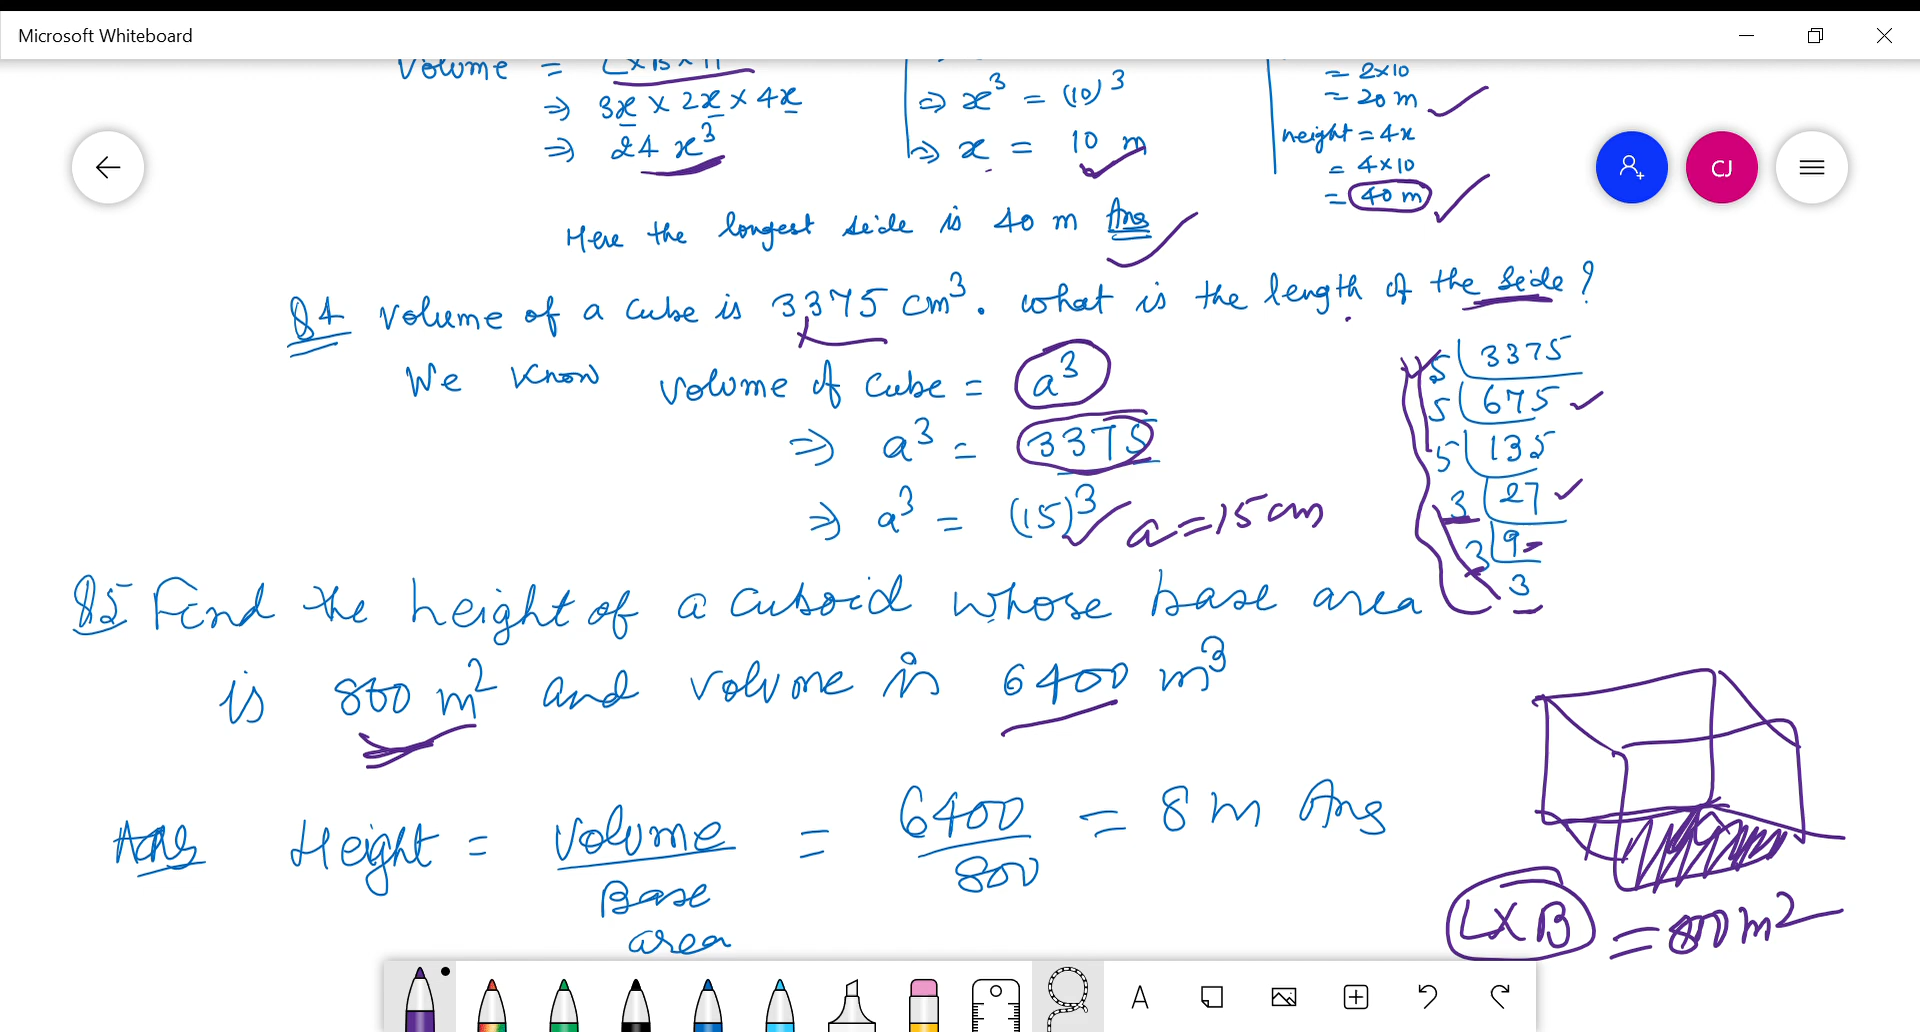 Microsoft Whiteboard
Volume = L×B×H
⇒ 3x × 2x × 4x
⇒ 24 x³
⇒ x³ = (10)³
⇒ x = 10 m
= 2×10
= 20 m
height = 4x
= 4×10
= 40 m
Here the longest side is 40 m Ans
Q4 Volume of a cube is 3375 cm³. What is the length of the side?
We know volume of cube = a³
⇒ a³ = 3375
⇒ a³ = (15)³ a = 15 cm
5 3375
5 675
5 135
3 27
3 9
3
Q5 Find the height of a cuboid whose base area
is 800 m² and volume is 6400 m³
Ans Height = Volume / Base area = 6400 / 800 = 8 m Ans
L×B = 800 m²
CJ
A